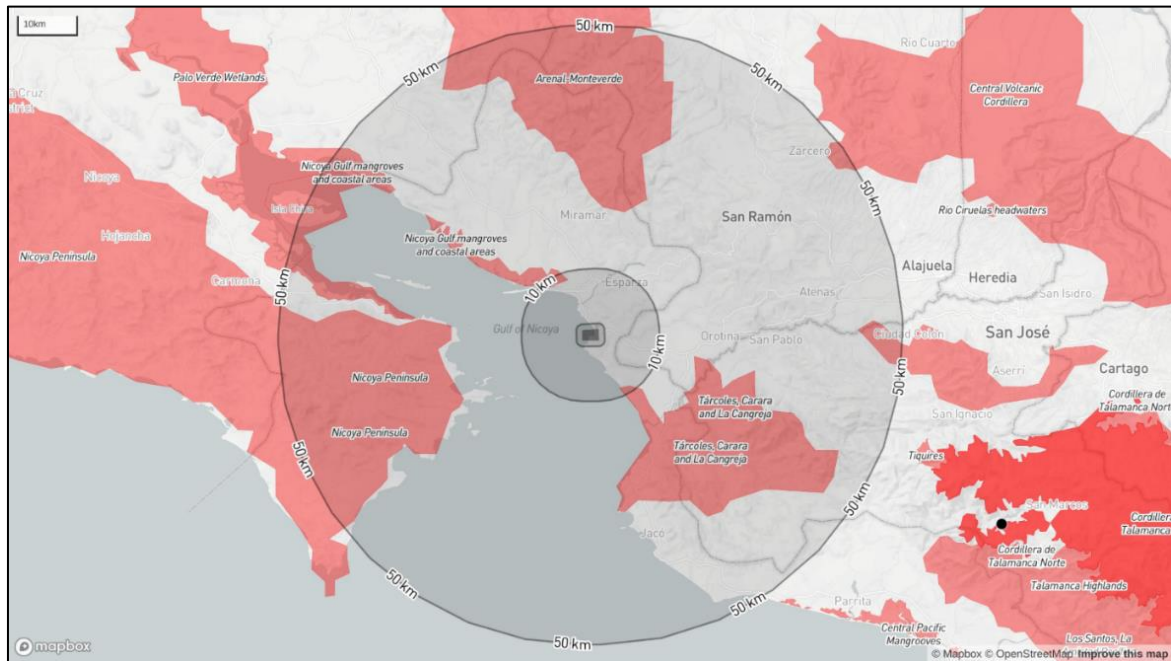 10km
50 km
50 km
50 km
Palo Verde Wetlands
Arenal-Monteverde
Rio Cuarto
Central Volcanic
Cordillera
Zarcero
Nicoya
Nicoya Gulf mangroves
and coastal areas
50 km
Isla Chira
Miramar
San Ramón
Rio Ciruelas headwaters
Hojancha
Nicoya Gulf mangroves
and coastal areas
Nicoya Peninsula
Alajuela
Heredia
Carmona
50 km
10 km
Esparza
Atenas
San Isidro
Gulf of Nicoya
Orotina
San Pablo
Ciudad Colón
San José
10 km
50 km
Aserrí
Cartago
Nicoya Peninsula
Tárcoles, Carara
and La Cangreja
Cordillera de
Talamanca Norte
San Ignacio
Nicoya Peninsula
50 km
Tárcoles, Carara
and La Cangreja
Tiquires
50 km
San Marcos
Jaco
Cordillera
Talamanca
Cordillera de
Talamanca Norte
50 km
50 km
Talamanca Highlands
Parrita
50 km
Central Pacific
Mangrooves
Los Santos, La
mapbox
© Mapbox © OpenStreetMap Improve this map